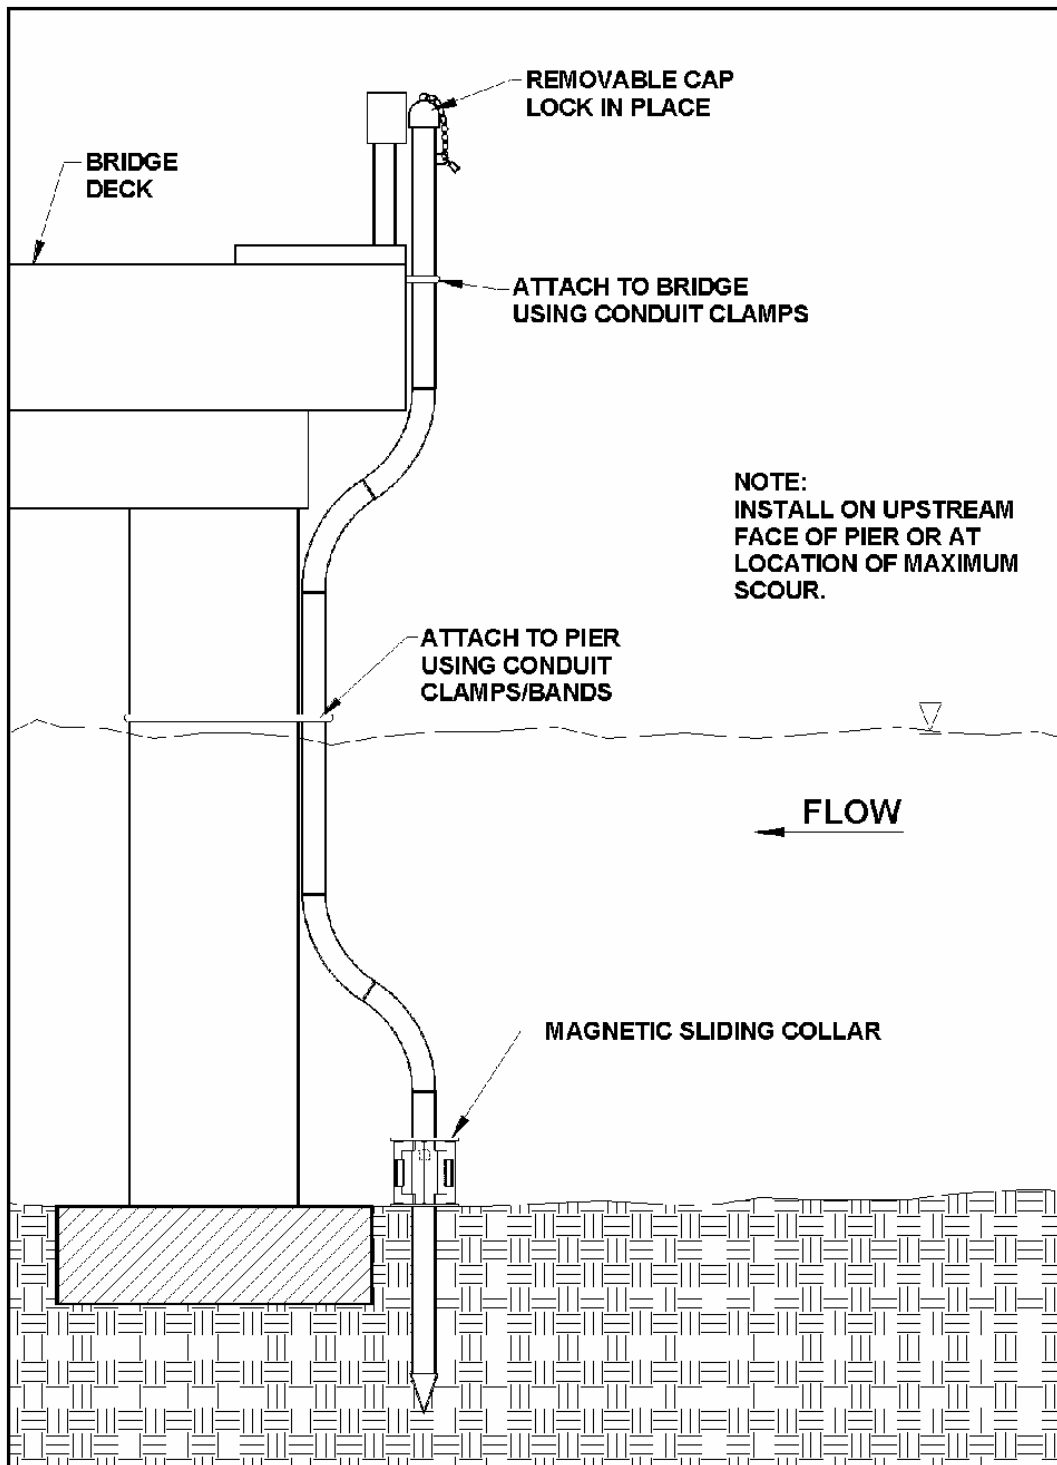 REMOVABLE CAP
LOCK IN PLACE
BRIDGE
DECK
ATTACH TO BRIDGE
USING CONDUIT CLAMPS
NOTE:
INSTALL ON UPSTREAM
FACE OF PIER OR AT
LOCATION OF MAXIMUM
SCOUR.
ATTACH TO PIER
USING CONDUIT
CLAMPS/BANDS
FLOW
MAGNETIC SLIDING COLLAR